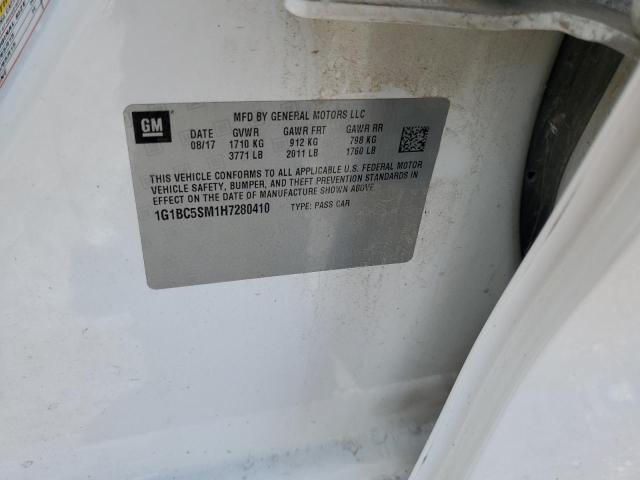 GM
MFD BY GENERAL MOTORS LLC
DATE GVWR GAWR FRT GAWR RR
08/17 1710 KG 912 KG 798 KG
3771 LB 2011 LB 1760 LB
THIS VEHICLE CONFORMS TO ALL APPLICABLE U.S. FEDERAL MOTOR
VEHICLE SAFETY, BUMPER, AND THEFT PREVENTION STANDARDS IN
EFFECT ON THE DATE OF MANUFACTURE SHOWN ABOVE.
1G1BC5SM1H7280410 TYPE: PASS CAR